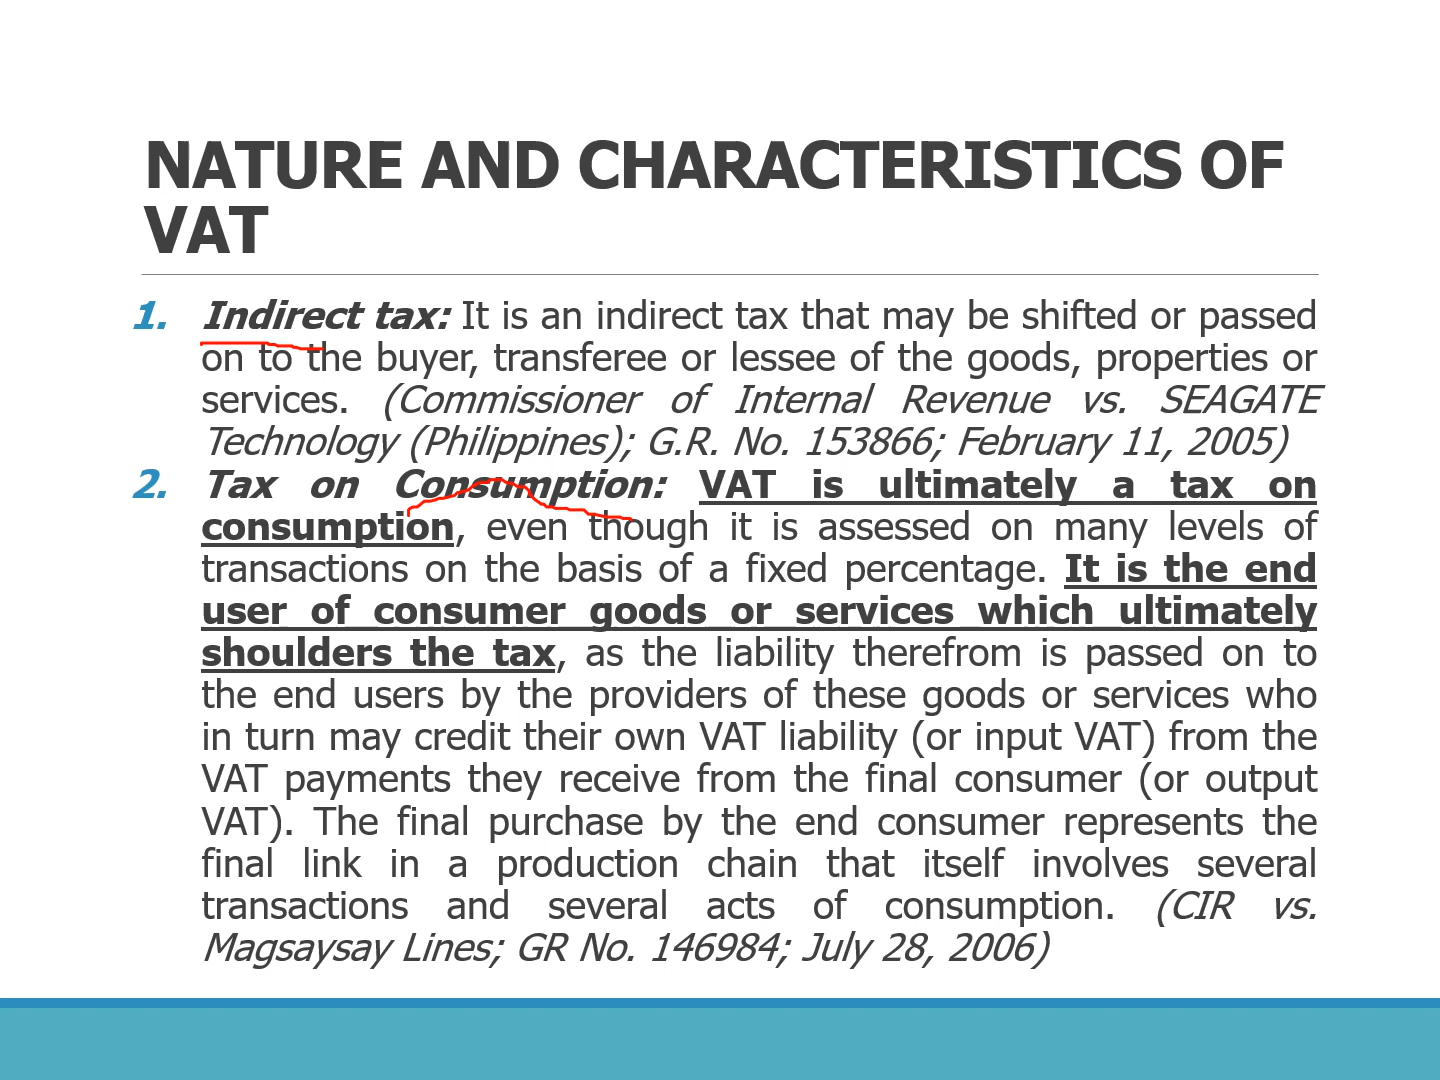 NATURE AND CHARACTERISTICS OF
VAT
1. Indirect tax: It is an indirect tax that may be shifted or passed
on to the buyer, transferee or lessee of the goods, properties or
services. (Commissioner of Internal Revenue vs. SEAGATE
Technology (Philippines); G.R. No. 153866; February 11, 2005)
2. Tax on Consumption: VAT is ultimately a tax on
consumption, even though it is assessed on many levels of
transactions on the basis of a fixed percentage. It is the end
user of consumer goods or services which ultimately
shoulders the tax, as the liability therefrom is passed on to
the end users by the providers of these goods or services who
in turn may credit their own VAT liability (or input VAT) from the
VAT payments they receive from the final consumer (or output
VAT). The final purchase by the end consumer represents the
final link in a production chain that itself involves several
transactions and several acts of consumption. (CIR vs.
Magsaysay Lines; GR No. 146984; July 28, 2006)